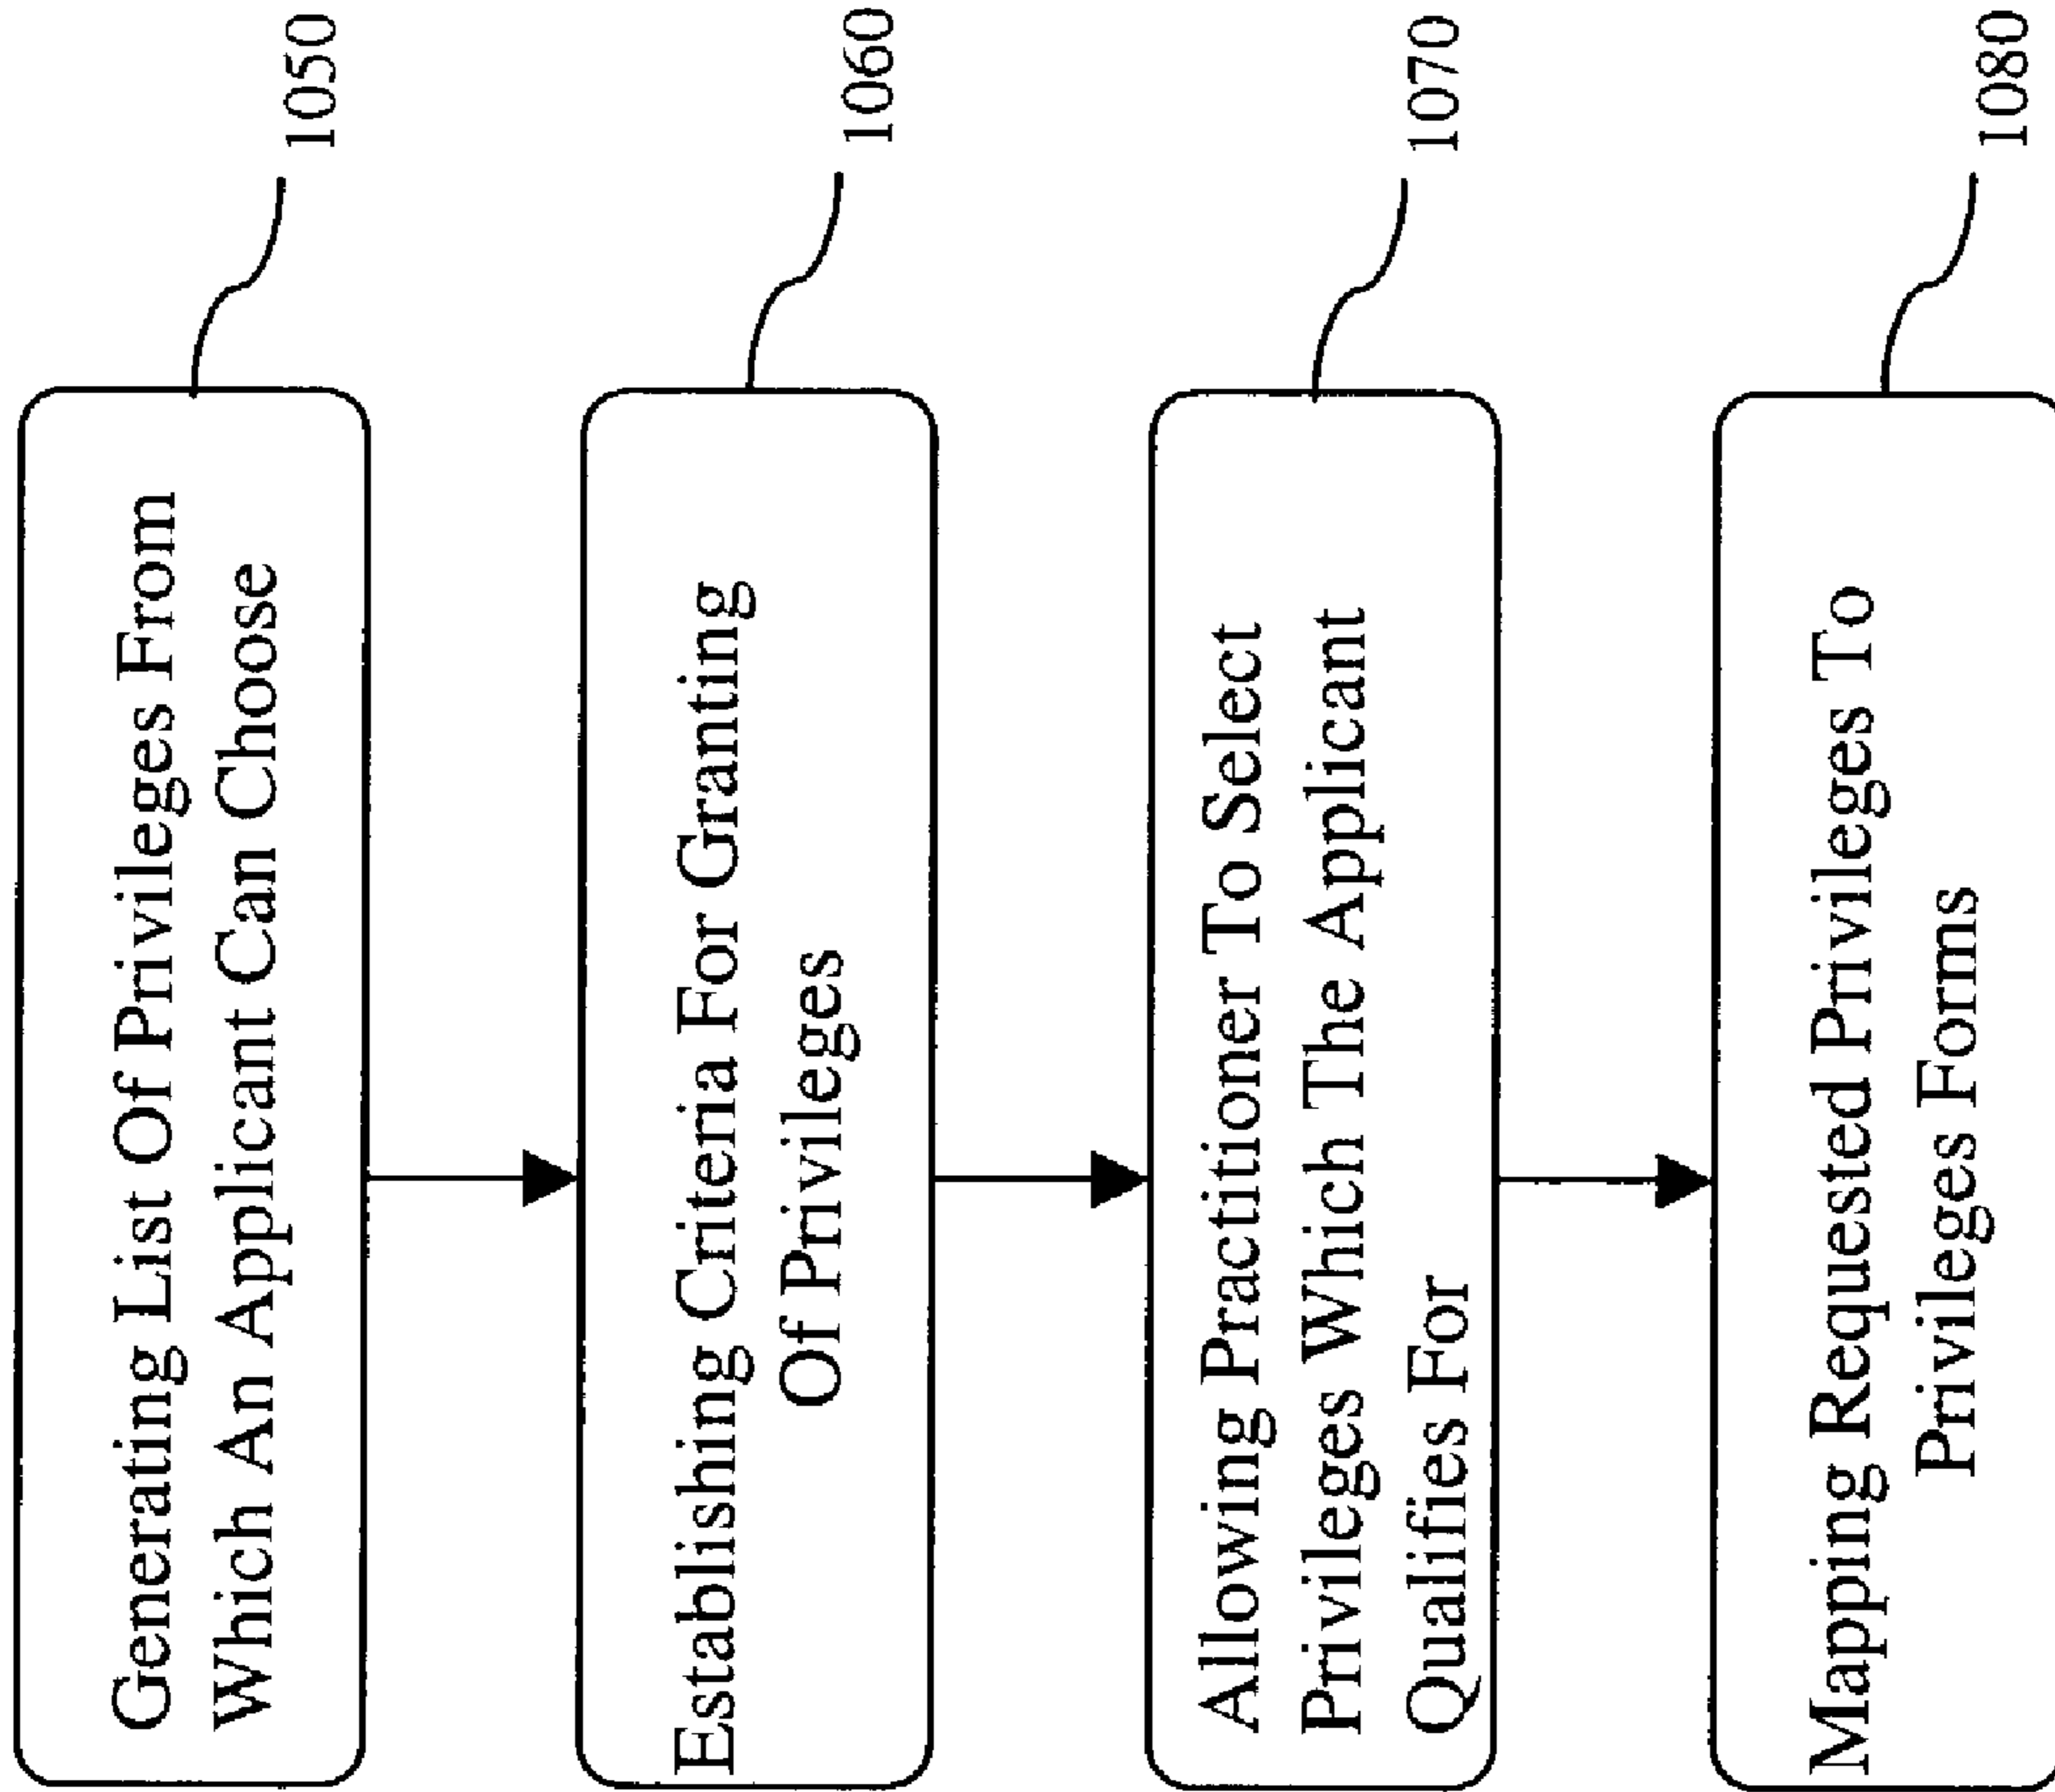 Generating List Of Privileges From
Which An Applicant Can Choose
1050
Establishing Criteria For Granting
Of Privileges
1060
Allowing Practitioner To Select
Privileges Which The Applicant
Qualifies For
1070
Mapping Requested Privileges To
Privileges Forms
1080